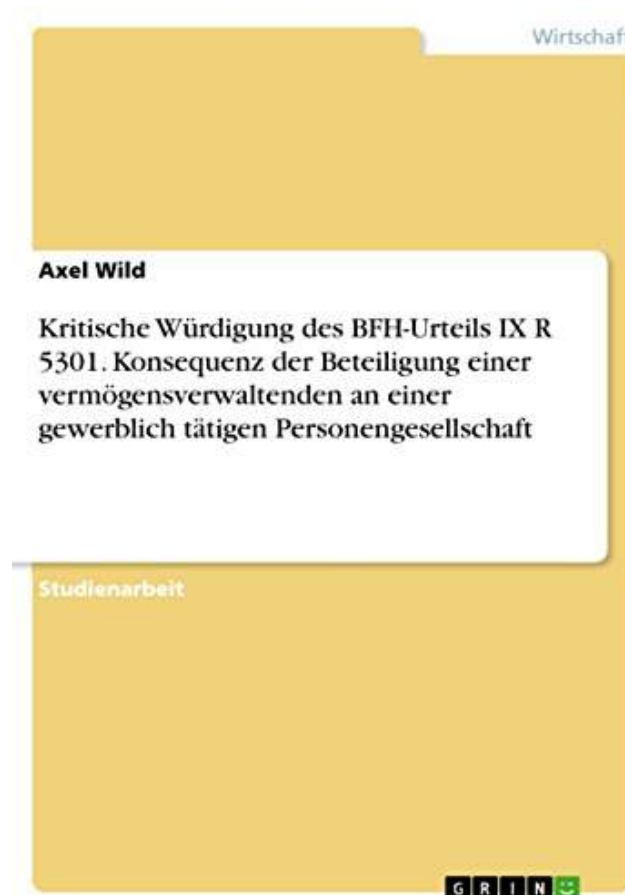 Wirtschaft
Axel Wild
Kritische Würdigung des BFH-Urteils IX R
5301. Konsequenz der Beteiligung einer
vermögensverwaltenden an einer
gewerblich tätigen Personengesellschaft
Studienarbeit
GRIN